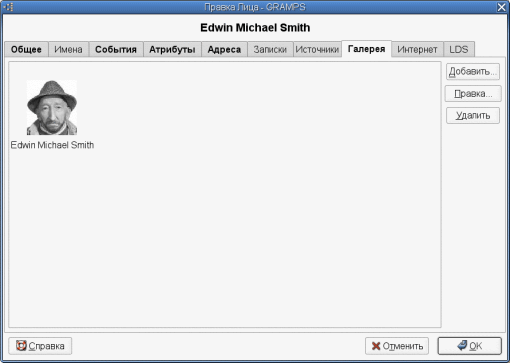 Правка Лица - GRAMPS
Edwin Michael Smith
Общее Имена События Атрибуты Адреса Записки Источники Галерея Интернет LDS
Добавить...
Правка...
Удалить
Edwin Michael Smith
Справка Отменить OK